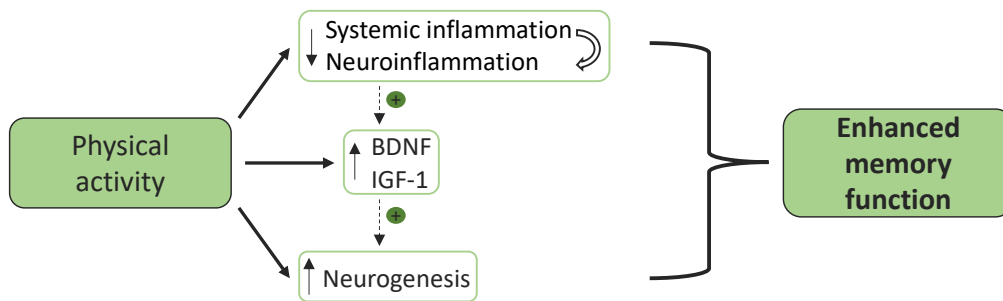 Physical
activity
Systemic inflammation
Neuroinflammation
+
BDNF
IGF-1
+
Neurogenesis
Enhanced
memory
function